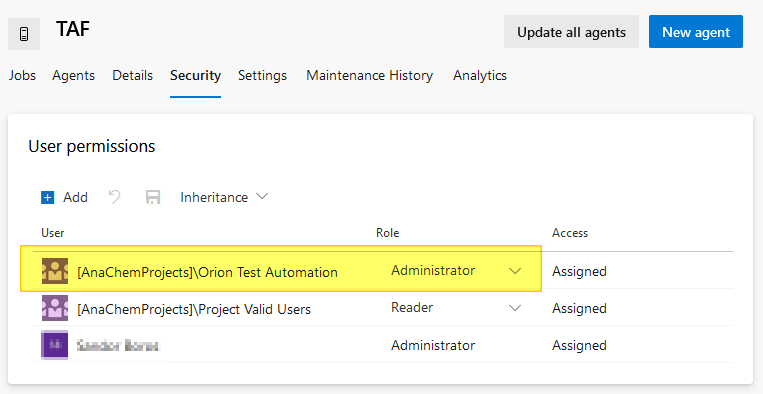 TAF
Update all agents
New agent
Jobs Agents Details Security Settings Maintenance History Analytics
User permissions
Add Inheritance
User Role Access
[AnaChemProjects]\Orion Test Automation Administrator Assigned
[AnaChemProjects]\Project Valid Users Reader Assigned
Administrator Assigned